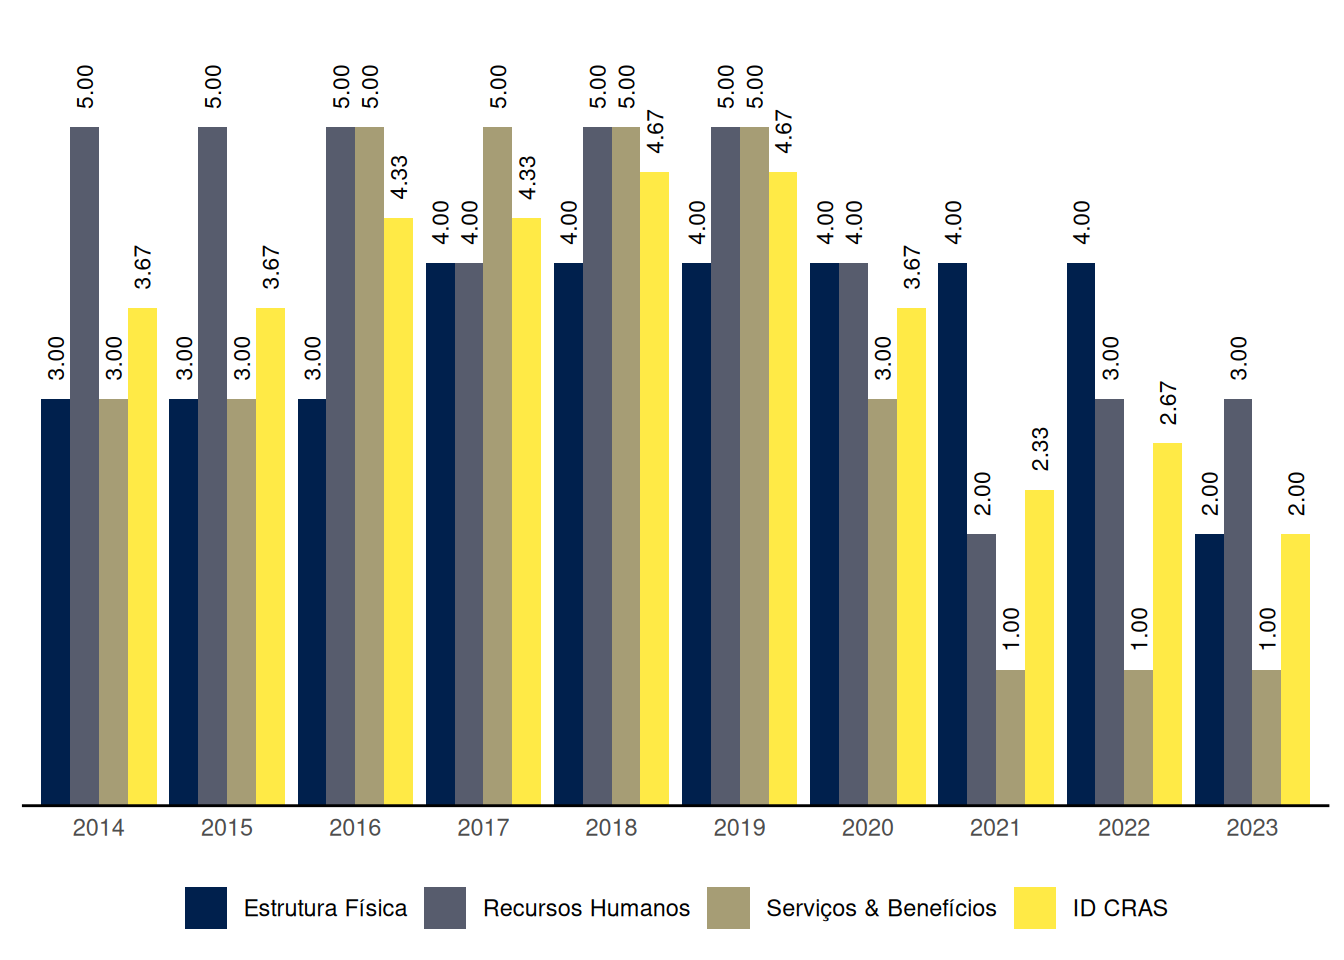 5.00 5.00 5.00 5.00 5.00 5.00 5.00 5.00 5.00
4.67 4.67
4.33 4.33
4.00 4.00 4.00 4.00 4.00 4.00 4.00 4.00
3.67 3.67 3.67
3.00 3.00 3.00 3.00 3.00 3.00 3.00 3.00
2.67
2.33
2.00 2.00 2.00
1.00 1.00 1.00
2014 2015 2016 2017 2018 2019 2020 2021 2022 2023
Estrutura Física Recursos Humanos Serviços & Benefícios ID CRAS